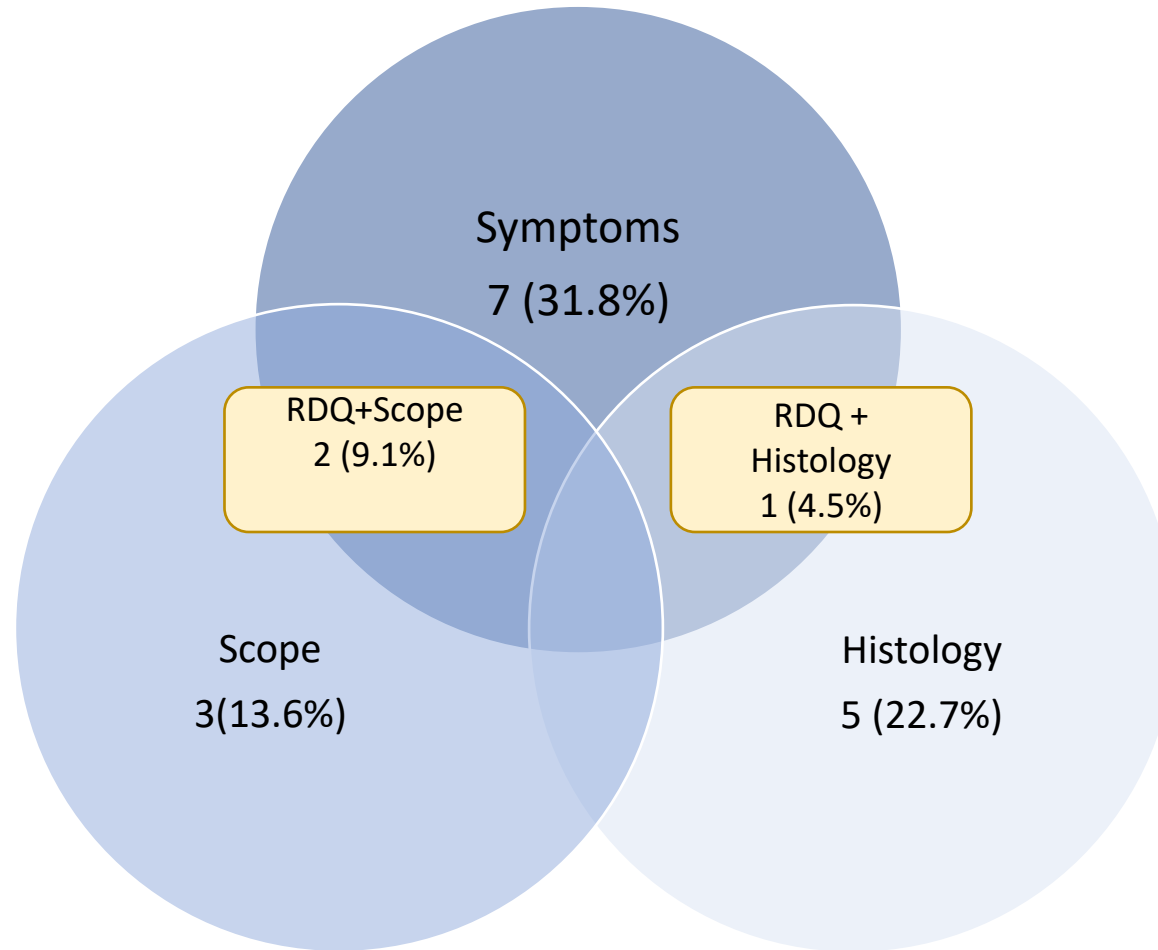 Symptoms
7 (31.8%)
RDQ+Scope
2 (9.1%)
RDQ +
Histology
1 (4.5%)
Scope
3(13.6%)
Histology
5 (22.7%)